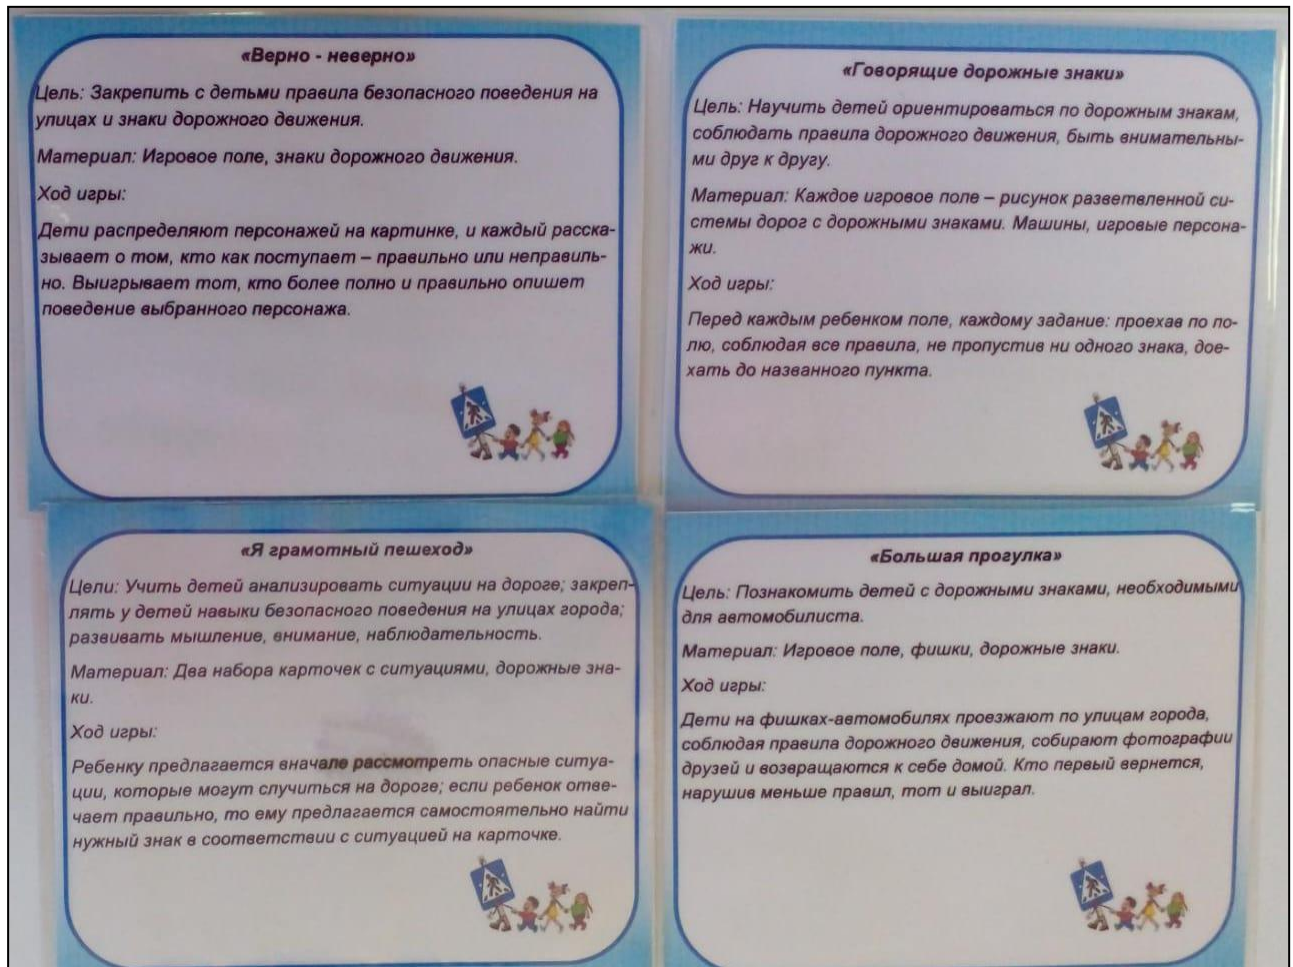 «Верно - неверно»
Цель: Закрепить с детьми правила безопасного поведения на
улицах и знаки дорожного движения.
Материал: Игровое поле, знаки дорожного движения.
Ход игры:
Дети распределяют персонажей на картинке, и каждый расска-
зывает о том, кто как поступает – правильно или неправиль-
но. Выигрывает тот, кто более полно и правильно опишет
поведение выбранного персонажа.
«Говорящие дорожные знаки»
Цель: Научить детей ориентироваться по дорожным знакам,
соблюдать правила дорожного движения, быть внимательны-
ми друг к другу.
Материал: Каждое игровое поле – рисунок разветвленной си-
стемы дорог с дорожными знаками. Машины, игровые персона-
жи.
Ход игры:
Перед каждым ребенком поле, каждому задание: проехав по по-
лю, соблюдая все правила, не пропустив ни одного знака, дое-
хать до названного пункта.
«Я грамотный пешеход»
Цели: Учить детей анализировать ситуации на дороге; закреп-
лять у детей навыки безопасного поведения на улицах города;
развивать мышление, внимание, наблюдательность.
Материал: Два набора карточек с ситуациями, дорожные зна-
ки.
Ход игры:
Ребенку предлагается вначале рассмотреть опасные ситуа-
ции, которые могут случиться на дороге; если ребенок отве-
чает правильно, то ему предлагается самостоятельно найти
нужный знак в соответствии с ситуацией на карточке.
«Большая прогулка»
Цель: Познакомить детей с дорожными знаками, необходимыми
для автомобилиста.
Материал: Игровое поле, фишки, дорожные знаки.
Ход игры:
Дети на фишках-автомобилях проезжают по улицам города,
соблюдая правила дорожного движения, собирают фотографии
друзей и возвращаются к себе домой. Кто первый вернется,
нарушив меньше правил, тот и выиграл.